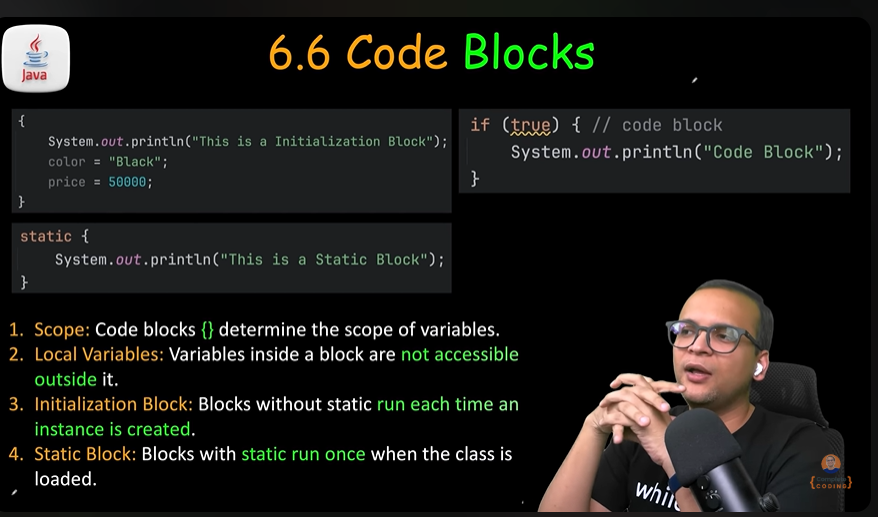 Java
6.6 Code Blocks
{
System.out.println("This is a Initialization Block");
color = "Black";
price = 50000;
}
if (true) { // code block
System.out.println("Code Block");
}
static {
System.out.println("This is a Static Block");
}
1. Scope: Code blocks {} determine the scope of variables.
2. Local Variables: Variables inside a block are not accessible
outside it.
3. Initialization Block: Blocks without static run each time an
instance is created.
4. Static Block: Blocks with static run once when the class is
loaded.
{CODING}